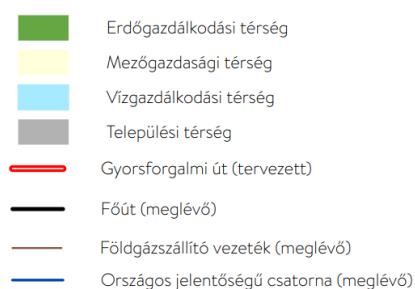 Erdőgazdálkodási térség
Mezőgazdasági térség
Vízgazdálkodási térség
Települési térség
Gyorsforgalmi út (tervezett)
Főút (meglévő)
Földgázszállító vezeték (meglévő)
Országos jelentőségű csatorna (meglévő)